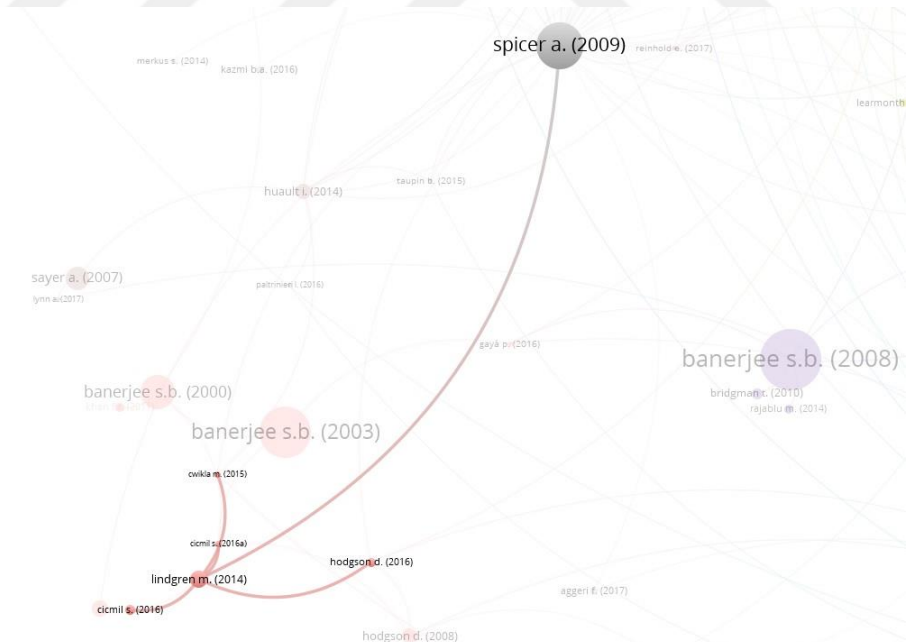 spicer a. (2009)
reinhold e. (2017)
merkus s. (2014)
kazmi b.a. (2016)
learmonth
taupin b. (2015)
huault i. (2014)
sayer a. (2007)
paltrinieri l. (2016)
lynn a. (2017)
gayá p. (2016)
banerjee s.b. (2008)
banerjee s.b. (2000)
bridgman t. (2010)
rajablu m. (2014)
banerjee s.b. (2003)
cwikla m. (2015)
cicmil s. (2016a)
hodgson d. (2016)
lindgren m. (2014)
aggeri f. (2017)
cicmil s. (2016)
hodgson d. (2008)